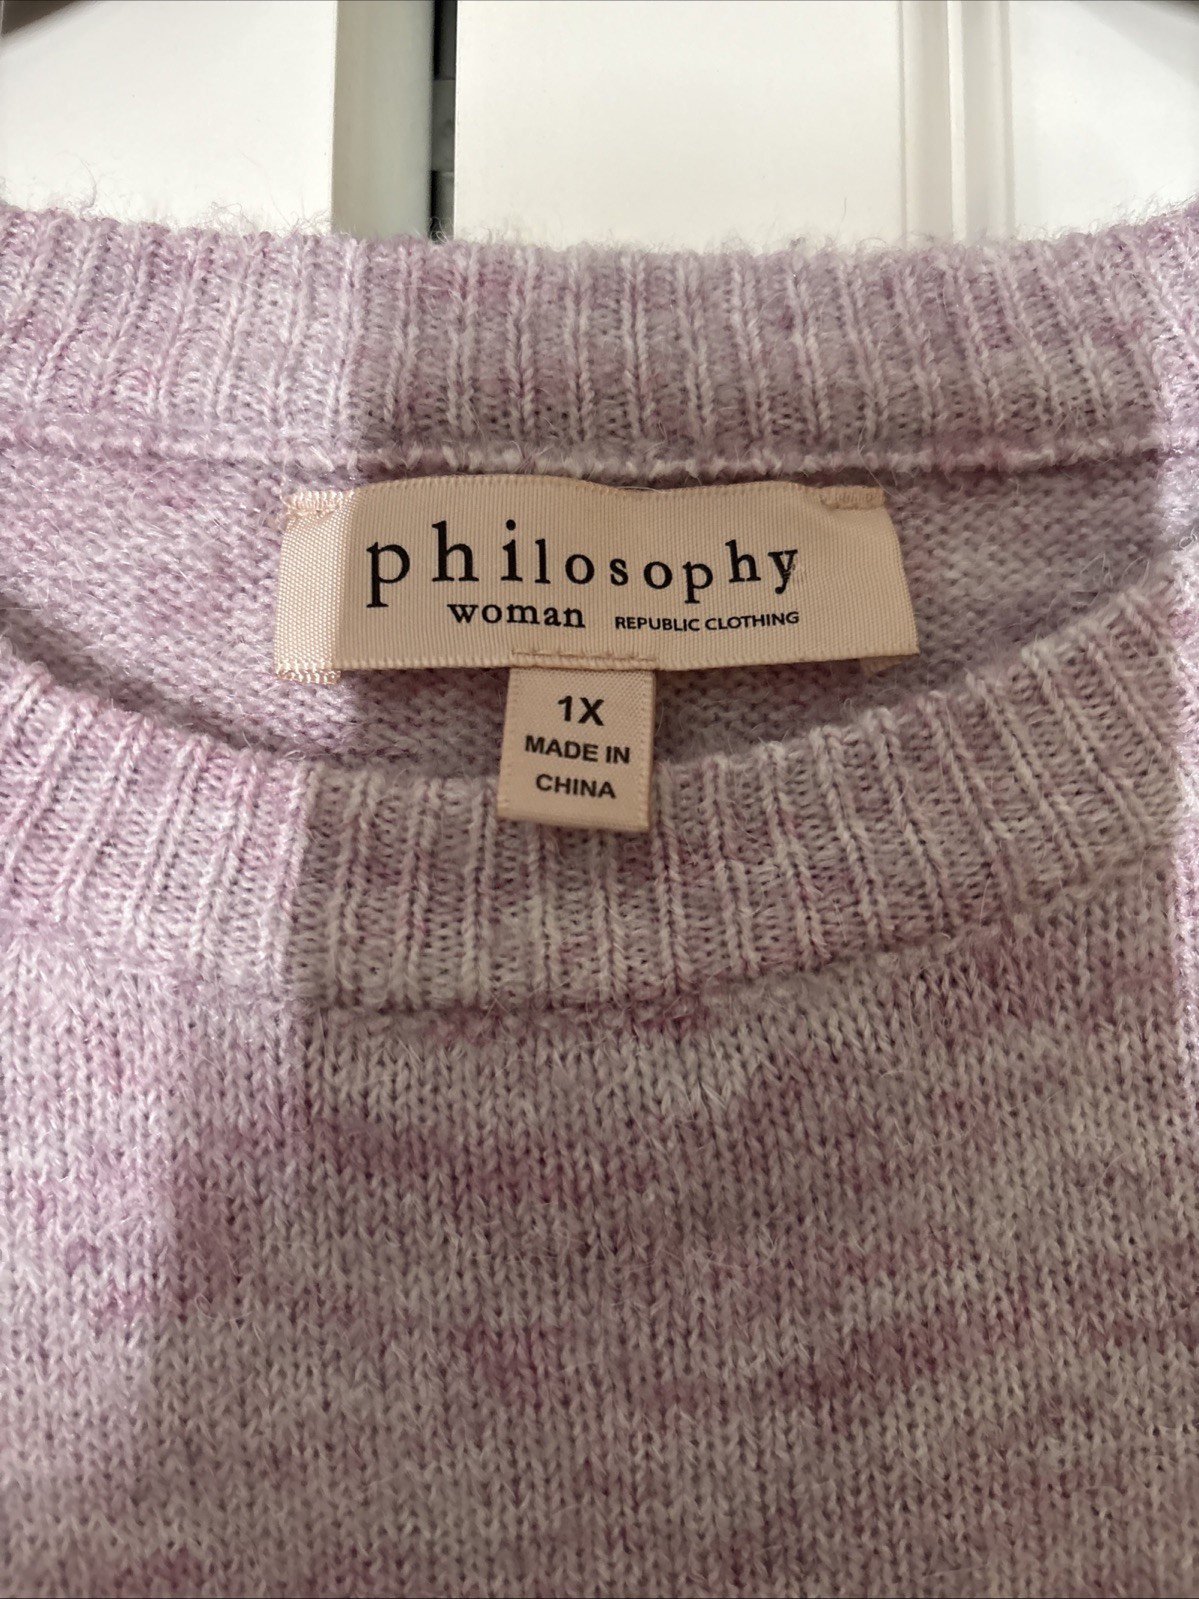 philosophy
woman REPUBLIC CLOTHING
1X
MADE IN
CHINA